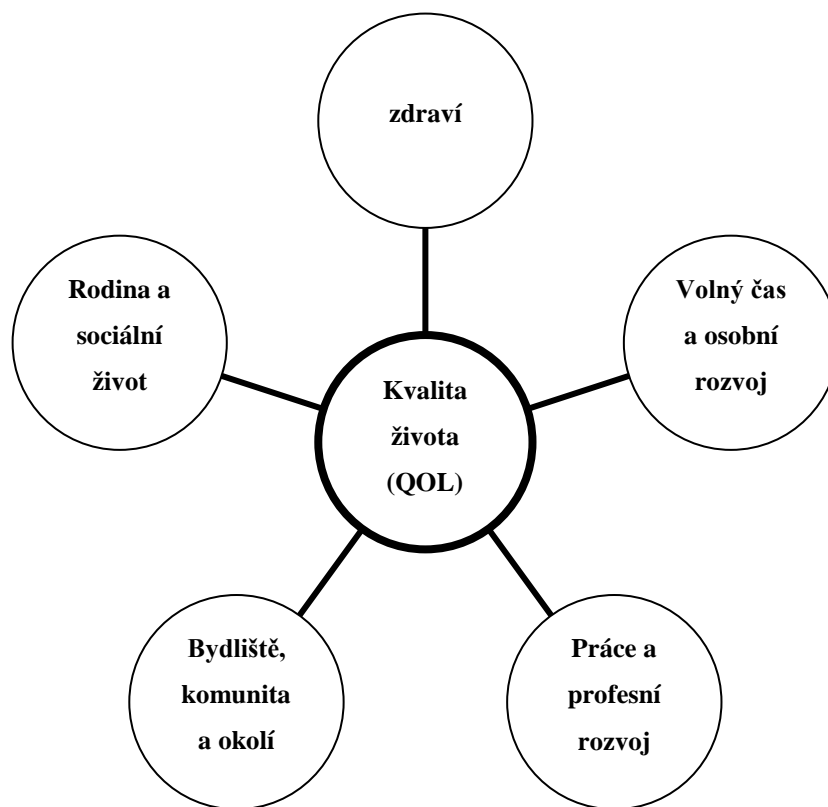 zdraví
Rodina a
sociální
život
Volný čas
a osobní
rozvoj
Kvalita
života
(QOL)
Bydliště,
komunita
a okolí
Práce a
profesní
rozvoj